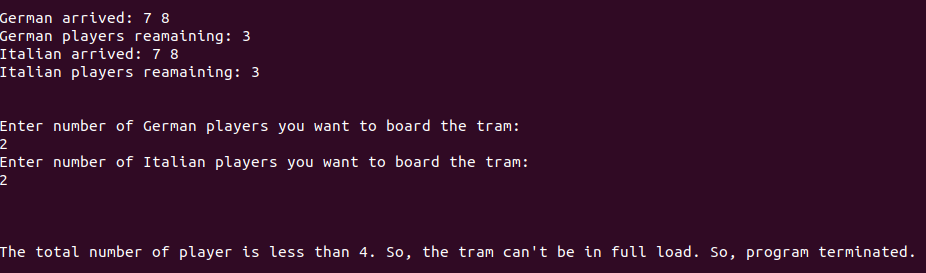 German arrived: 7 8
German players reamaining: 3
Italian arrived: 7 8
Italian players reamaining: 3
Enter number of German players you want to board the tram:
2
Enter number of Italian players you want to board the tram:
2
The total number of player is less than 4. So, the tram can't be in full load. So, program terminated.